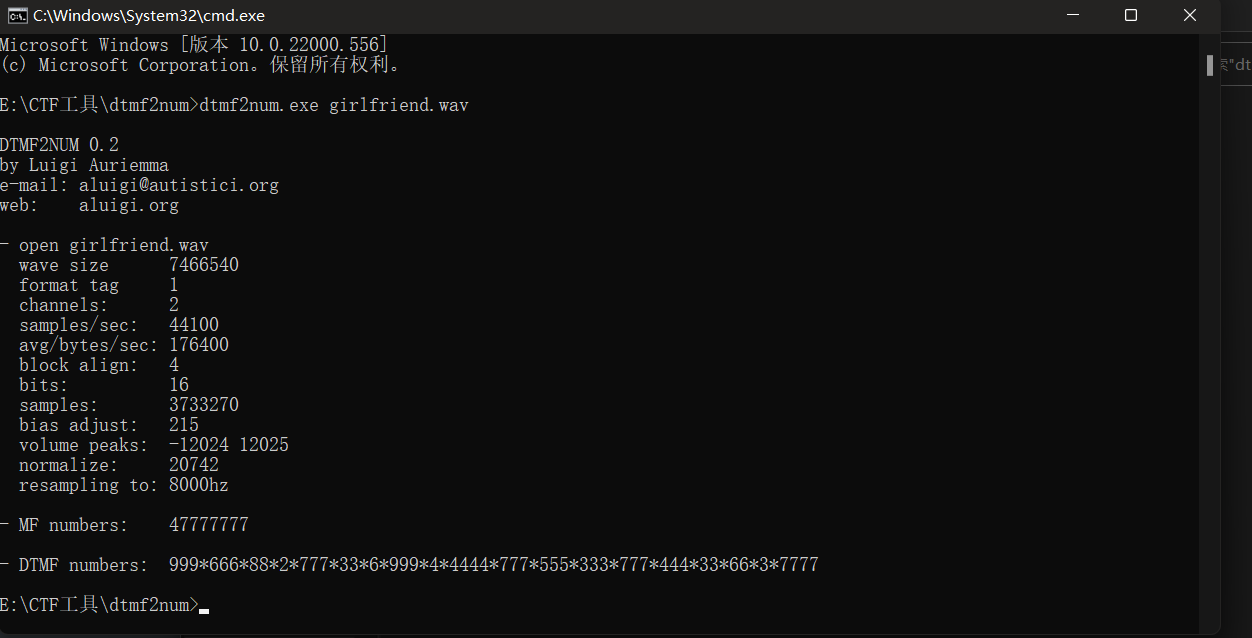 C:\Windows\System32\cmd.exe
Microsoft Windows [版本 10.0.22000.556]
(c) Microsoft Corporation。保留所有权利。
E:\CTF工具\dtmf2num>dtmf2num.exe girlfriend.wav
DTMF2NUM 0.2
by Luigi Auriemma
e-mail: aluigi@autistici.org
web:    aluigi.org
- open girlfriend.wav
  wave size      7466540
  format tag     1
  channels:      2
  samples/sec:   44100
  avg/bytes/sec: 176400
  block align:   4
  bits:          16
  samples:       3733270
  bias adjust:   215
  volume peaks:  -12024 12025
  normalize:     20742
  resampling to: 8000hz
- MF numbers:    47777777
- DTMF numbers:  999*666*88*2*777*33*6*999*4*4444*777*555*333*777*444*33*66*3*7777
E:\CTF工具\dtmf2num>